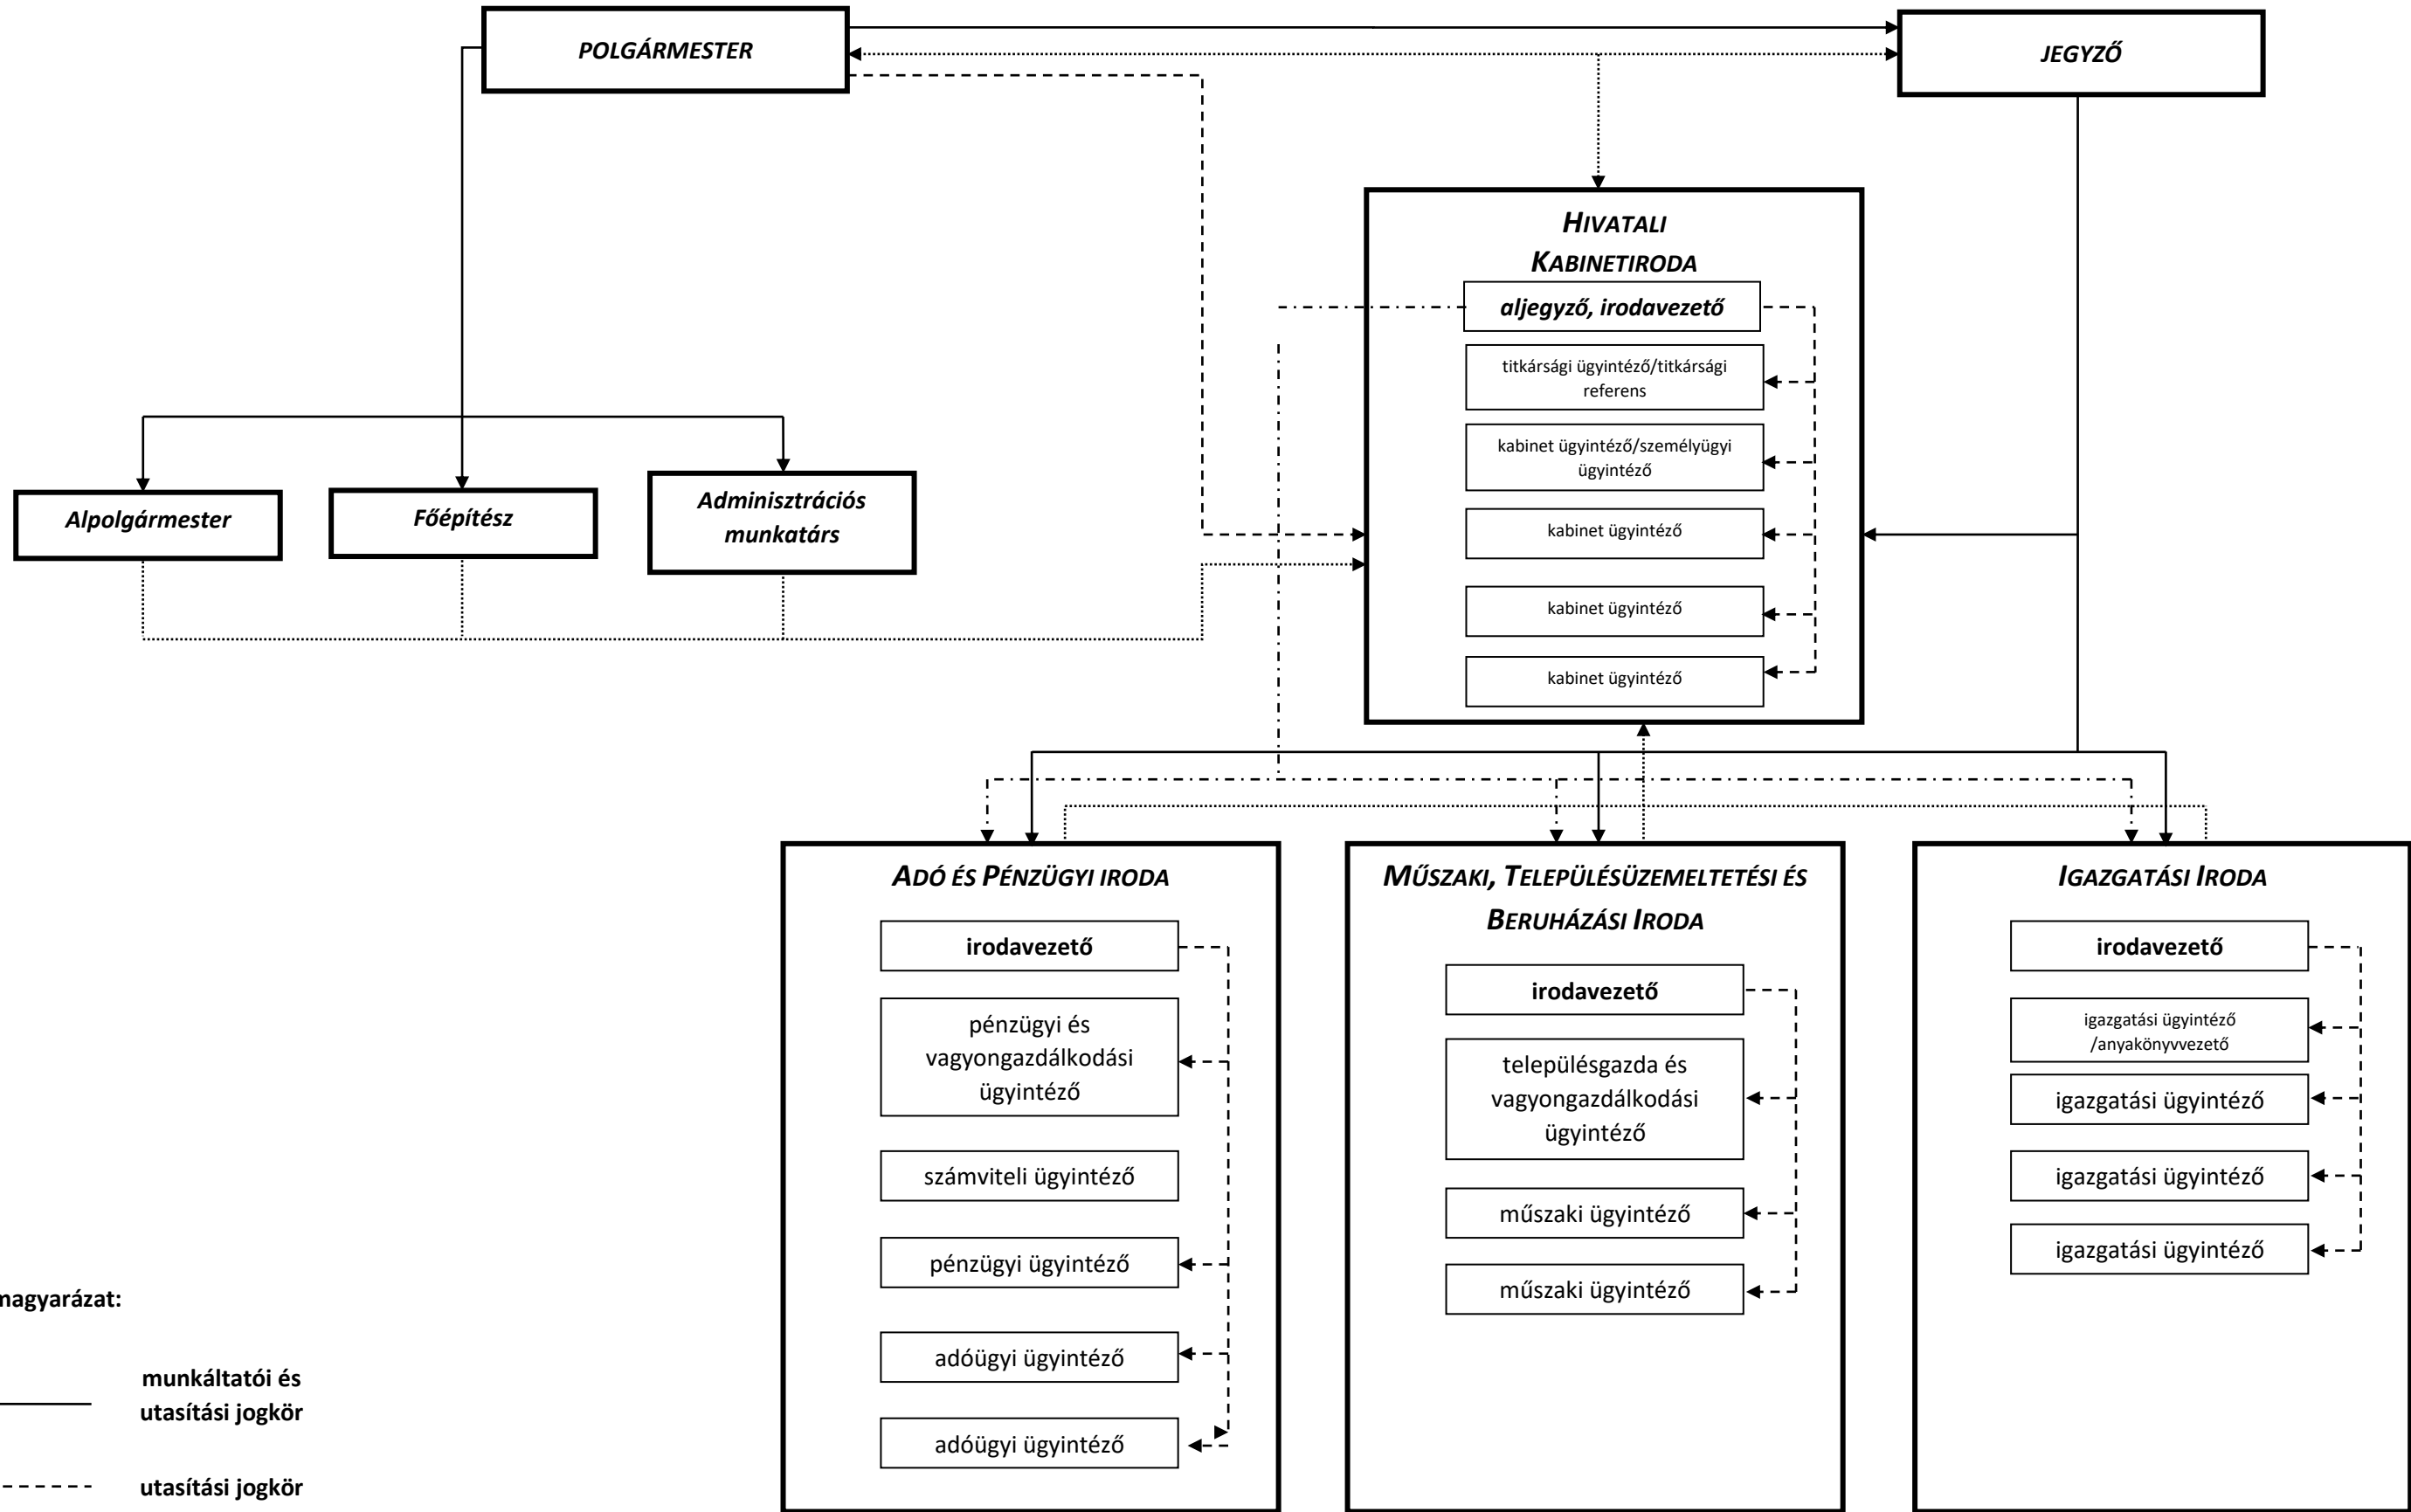 POLGÁRMESTER
JEGYZŐ
HIVATALI
KABINETIRODA
aljegyző, irodavezető
titkársági ügyintéző/titkársági
referens
kabinet ügyintéző/személyügyi
ügyintéző
kabinet ügyintéző
kabinet ügyintéző
kabinet ügyintéző
Alpolgármester
Főépítész
Adminisztrációs
munkatárs
ADÓ ÉS PÉNZÜGYI IRODA
irodavezető
pénzügyi és
vagyongazdálkodási
ügyintéző
számviteli ügyintéző
pénzügyi ügyintéző
adóügyi ügyintéző
adóügyi ügyintéző
MŰSZAKI, TELEPÜLÉSÜZEMELTETÉSI ÉS
BERUHÁZÁSI IRODA
irodavezető
településgazda és
vagyongazdálkodási
ügyintéző
műszaki ügyintéző
műszaki ügyintéző
IGAZGATÁSI IRODA
irodavezető
igazgatási ügyintéző
/anyakönyvvezető
igazgatási ügyintéző
igazgatási ügyintéző
igazgatási ügyintéző
magyarázat:
munkáltatói és
utasítási jogkör
utasítási jogkör